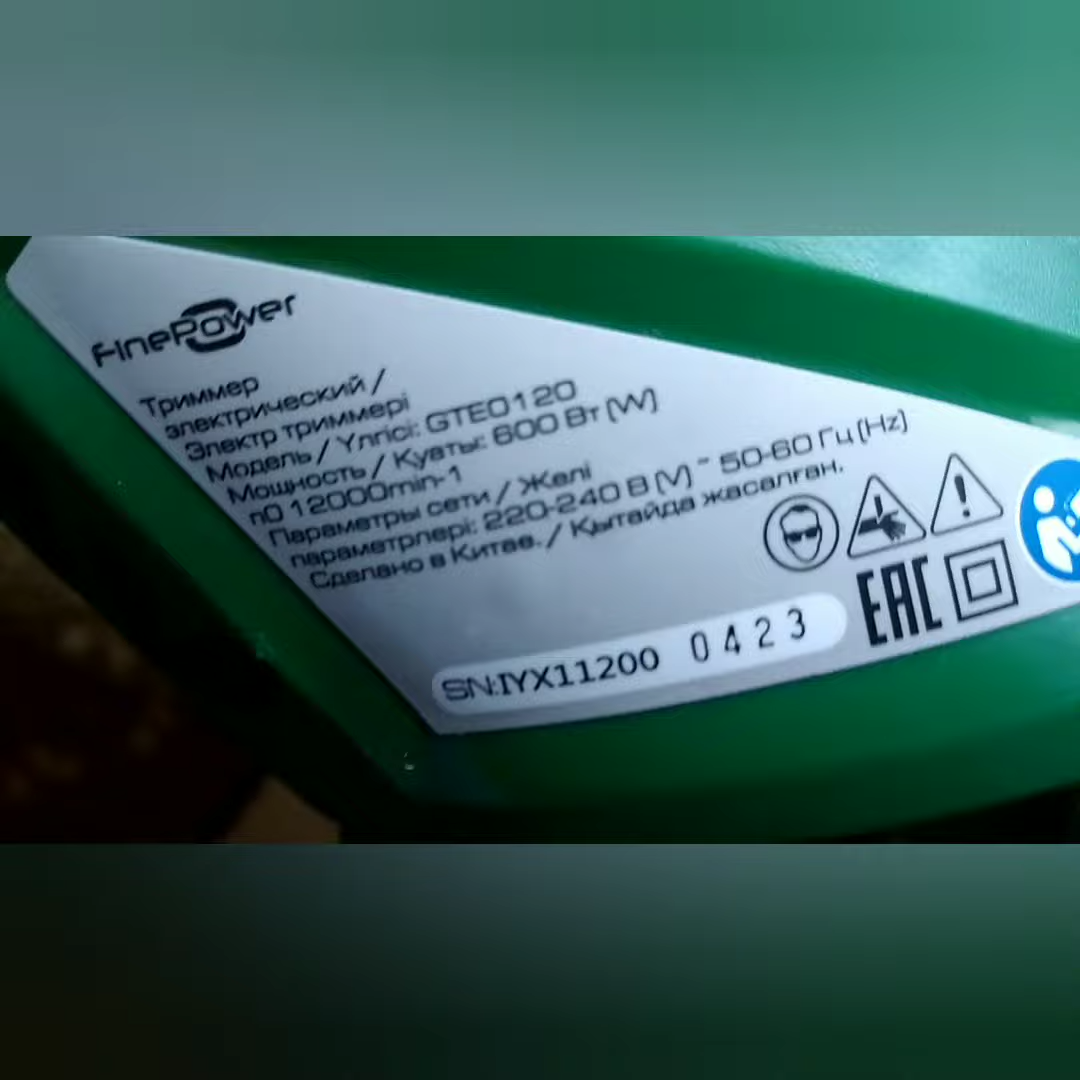 FinePower
Триммер
электрический /
Электр триммері
Модель / Үлгісі: GTE0120
Мощность / Қуаты: 600 Вт (W)
n0 12000min-1
Параметры сети / Желі
параметрлері: 220-240 В (V) ~ 50-60 Гц (Hz)
Сделано в Китае. / Қытайда жасалған.
EAC
SN:IYX11200 0423